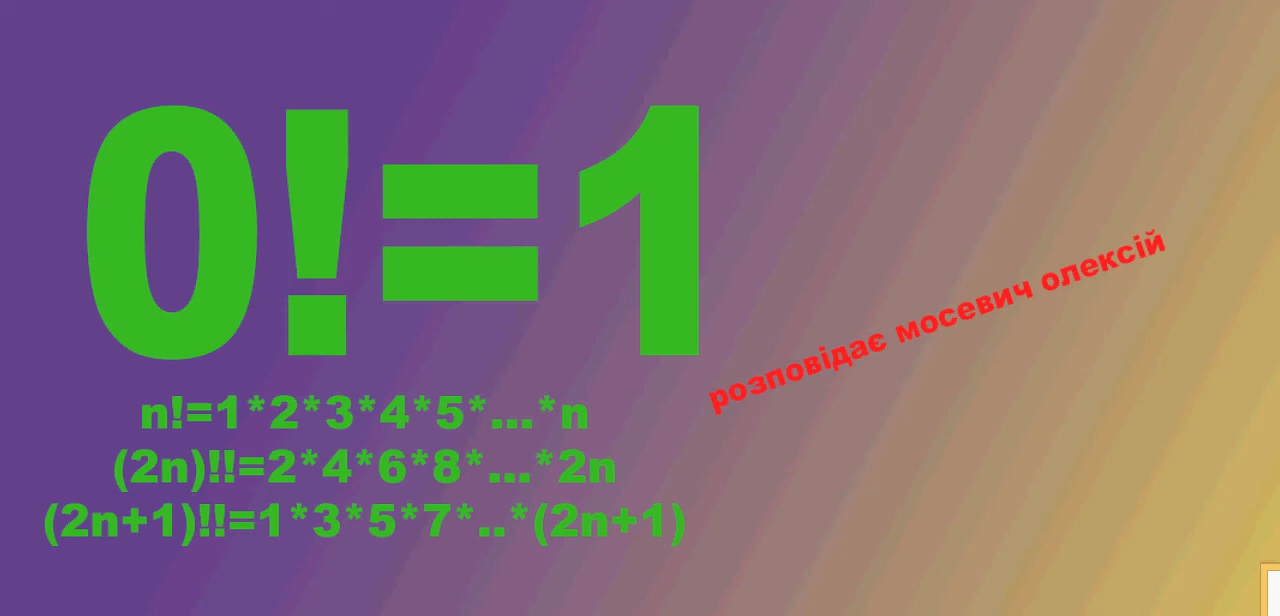 0!=1
n!=1*2*3*4*5*...*n
(2n)!!=2*4*6*8*...*2n
(2n+1)!!=1*3*5*7*..*(2n+1)
розповідає мосевич олексій